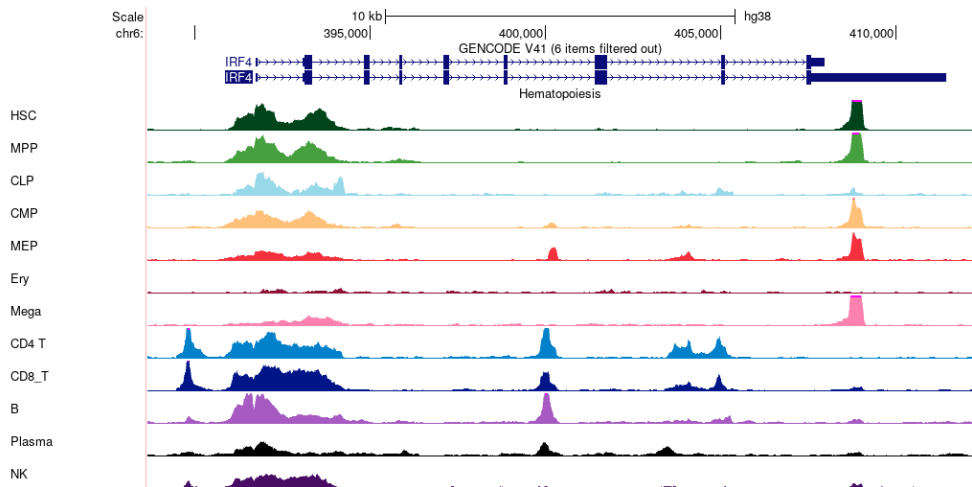 Scale 10 kb hg38
chr6: 395,000 400,000 405,000 410,000
GENCODE V41 (6 items filtered out)
IRF4
IRF4
Hematopoiesis
HSC
MPP
CLP
CMP
MEP
Ery
Mega
CD4 T
CD8_T
B
Plasma
NK